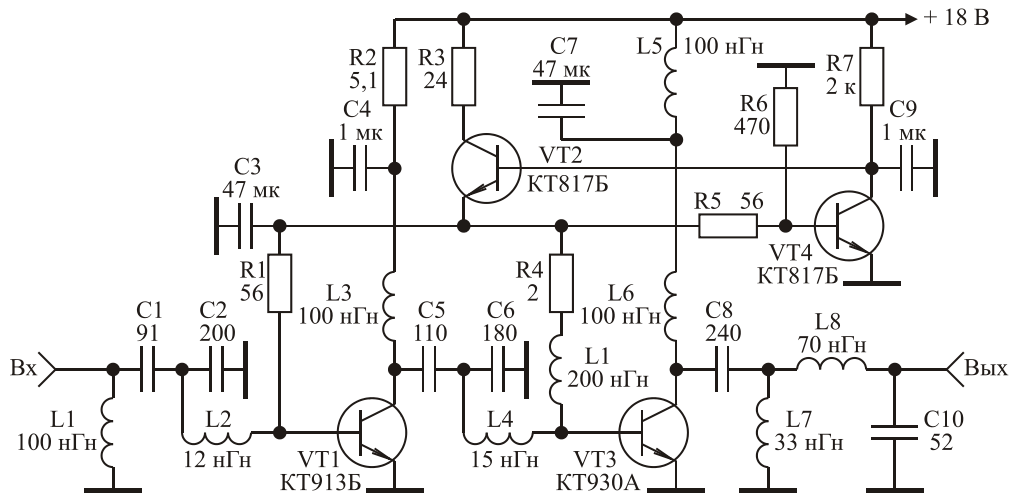 + 18 В
R2
5,1
R3
24
C7
47 мк
L5
100 нГн
R7
2 к
C4
1 мк
R6
470
C9
1 мк
VT2
КТ817Б
C3
47 мк
R5 56
VT4
КТ817Б
R1
56
L3
100 нГн
R4
2
L6
100 нГн
C1
91
C2
200
C5
110
C6
180
C8
240
L8
70 нГн
Вх
Вых
L1
200 нГн
L1
100 нГн
L2
12 нГн
L4
15 нГн
L7
33 нГн
C10
52
VT1
КТ913Б
VT3
КТ930А